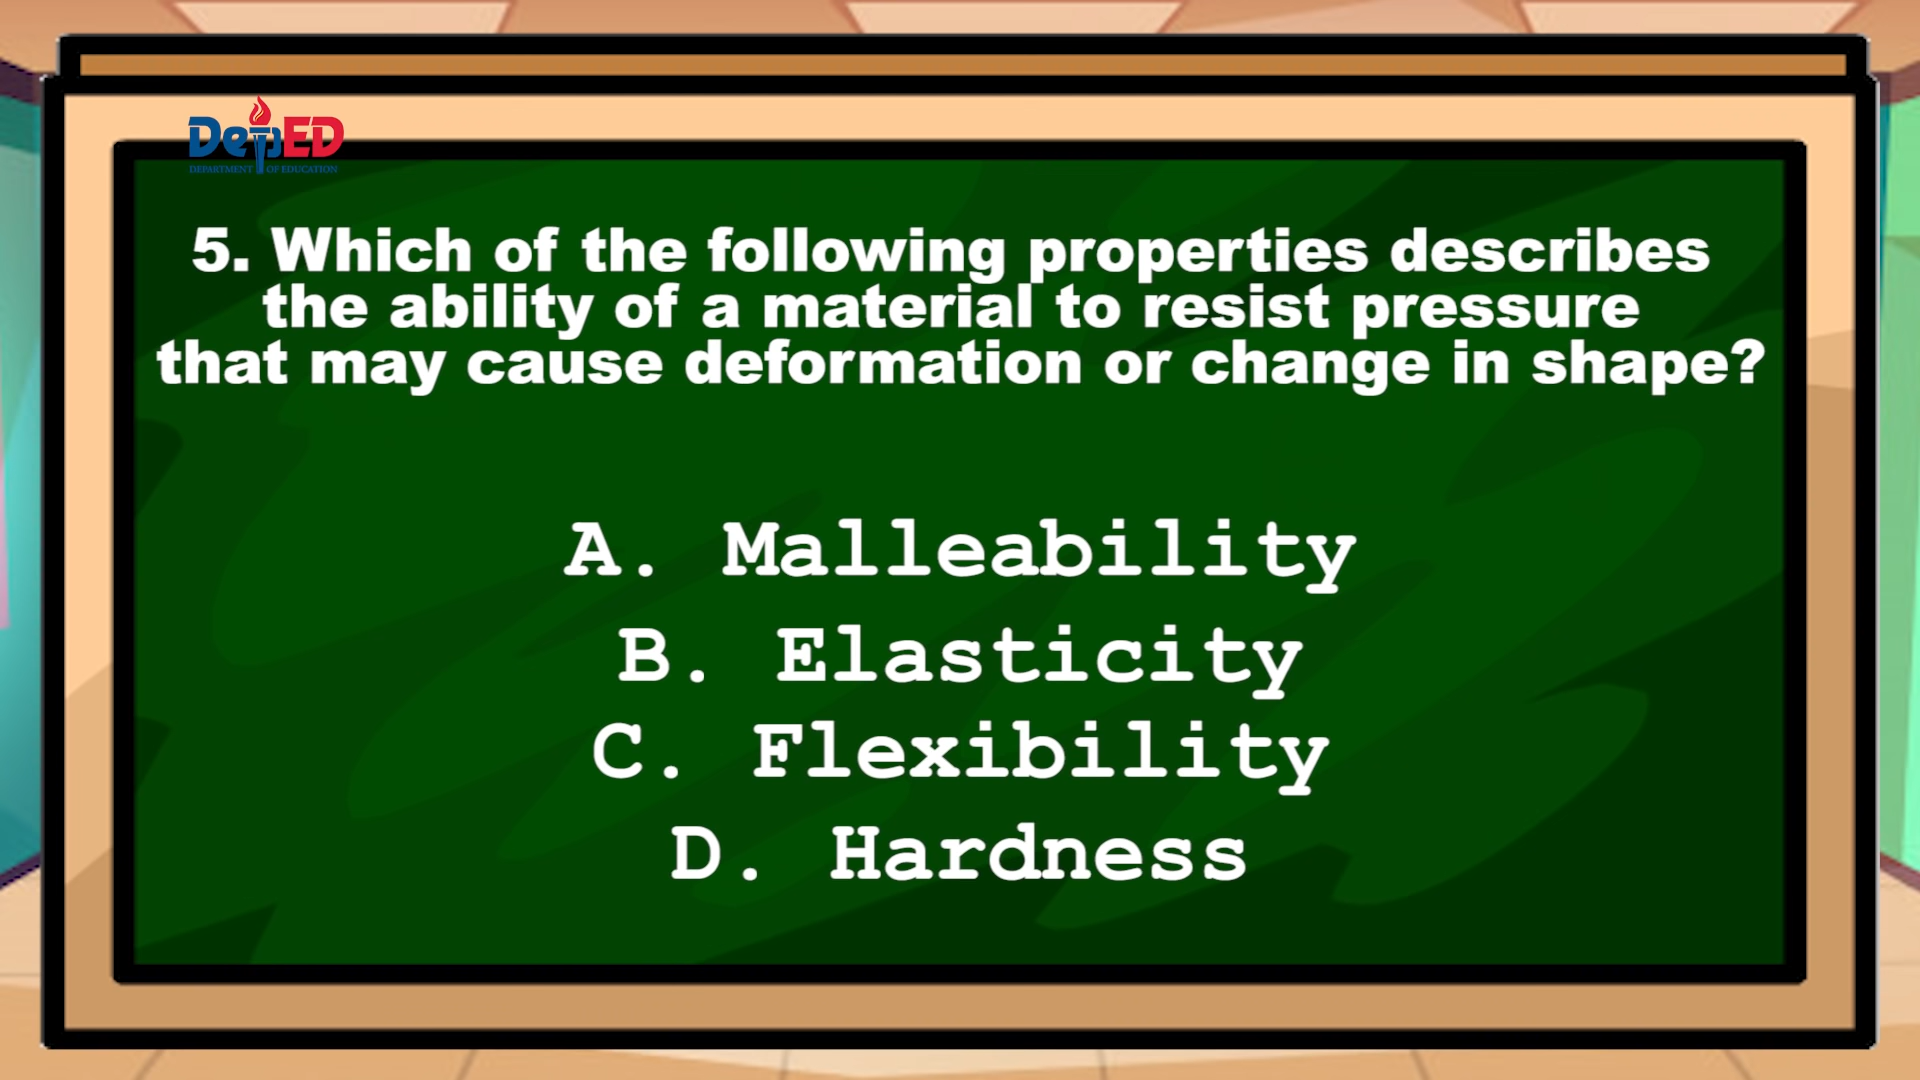 DepED
DEPARTMENT OF EDUCATION
5. Which of the following properties describes
the ability of a material to resist pressure
that may cause deformation or change in shape?
A. Malleability
B. Elasticity
C. Flexibility
D. Hardness